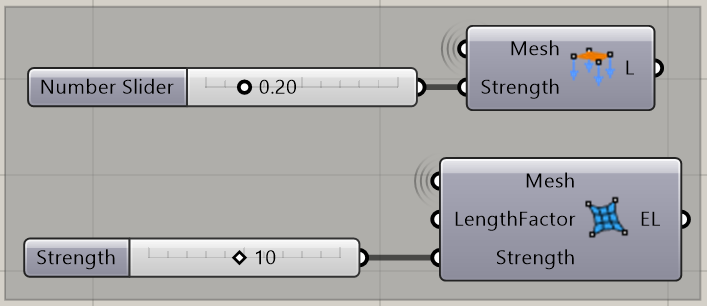 Mesh
Number Slider 0.20 Strength L
Mesh
LengthFactor EL
Strength 10 Strength